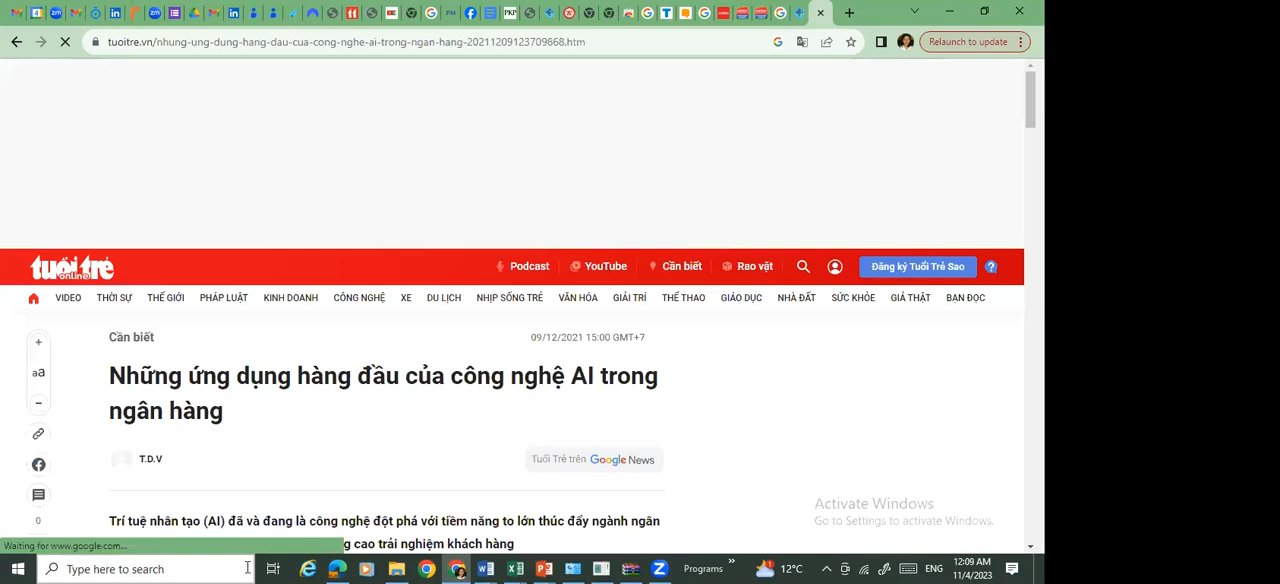 tuoitre.vn/nhung-ung-dung-hang-dau-cua-cong-nghe-ai-trong-ngan-hang-20211209123709668.htm
Relaunch to update
tuổi trẻ online
Podcast YouTube Cần biết Rao vặt Đăng ký Tuổi Trẻ Sao ?
VIDEO THỜI SỰ THẾ GIỚI PHÁP LUẬT KINH DOANH CÔNG NGHỆ XE DU LỊCH NHỊP SỐNG TRẺ VĂN HÓA GIẢI TRÍ THỂ THAO GIÁO DỤC NHÀ ĐẤT SỨC KHỎE GIẢ THẬT BẠN ĐỌC
+
aA
−
0
Cần biết 09/12/2021 15:00 GMT+7
Những ứng dụng hàng đầu của công nghệ AI trong
ngân hàng
T.D.V Tuổi Trẻ trên Google News
Trí tuệ nhân tạo (AI) đã và đang là công nghệ đột phá với tiềm năng to lớn thúc đẩy ngành ngân
g cao trải nghiệm khách hàng
Activate Windows
Go to Settings to activate Windows.
Waiting for www.google.com...
Type here to search Programs 12°C ENG 12:09 AM
11/4/2023